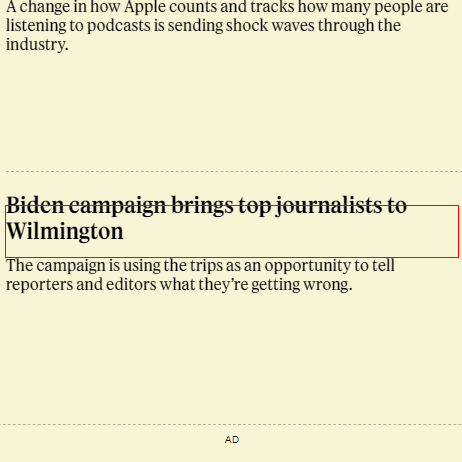 A change in how Apple counts and tracks how many people are
listening to podcasts is sending shock waves through the
industry.
Biden campaign brings top journalists to
Wilmington
The campaign is using the trips as an opportunity to tell
reporters and editors what they’re getting wrong.
AD